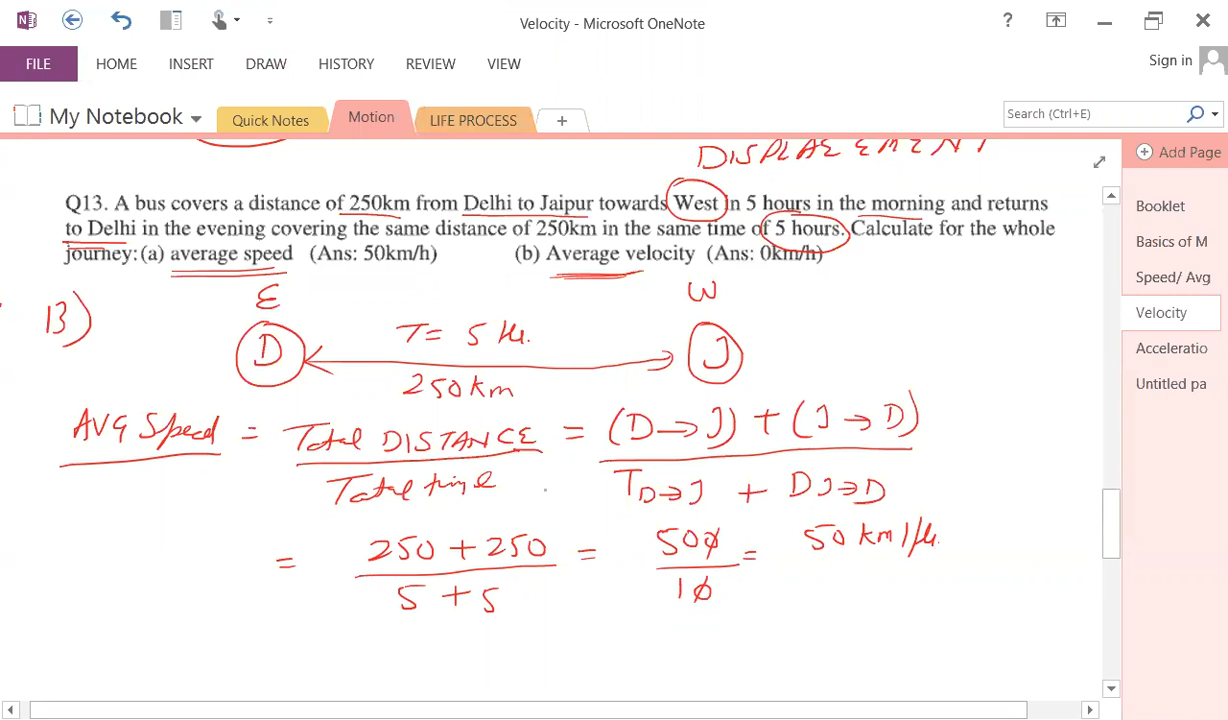 Velocity - Microsoft OneNote
?
FILE HOME INSERT DRAW HISTORY REVIEW VIEW
Sign in
My Notebook Quick Notes Motion LIFE PROCESS +
Search (Ctrl+E)
Add Page
DISPLACEMENT
Q13. A bus covers a distance of 250km from Delhi to Jaipur towards West in 5 hours in the morning and returns
to Delhi in the evening covering the same distance of 250km in the same time of 5 hours. Calculate for the whole
journey: (a) average speed (Ans: 50km/h) (b) Average velocity (Ans: 0km/h)
Booklet
Basics of M
Speed/ Avg
Velocity
Acceleratio
Untitled pa
E W
13)
D T = 5 Hr. J
250 km
AVG Speed = Total DISTANCE = (D → J) + (J → D)
Total time T D→J + D J→D
= 250 + 250 = 500 = 50 km/Hr.
5 + 5 10